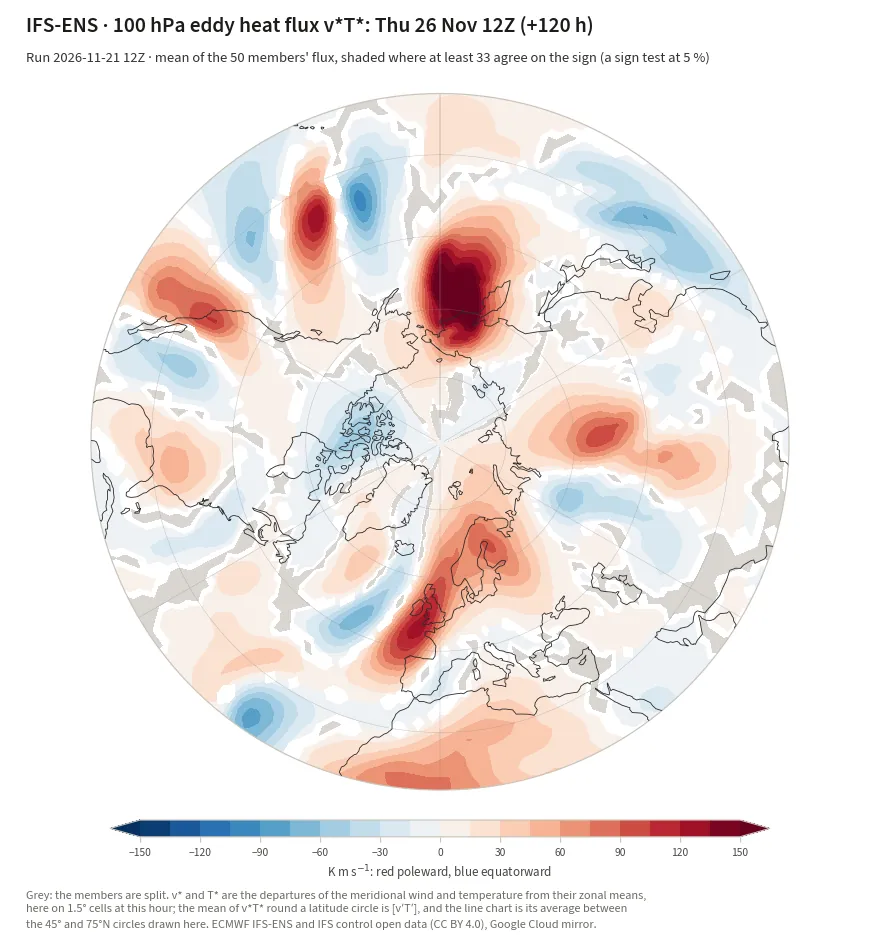 IFS-ENS · 100 hPa eddy heat flux v*T*: Thu 26 Nov 12Z (+120 h)
Run 2026-11-21 12Z · mean of the 50 members' flux, shaded where at least 33 agree on the sign (a sign test at 5 %)
−150 −120 −90 −60 −30 0 30 60 90 120 150
K m s⁻¹: red poleward, blue equatorward
Grey: the members are split. v* and T* are the departures of the meridional wind and temperature from their zonal means,
here on 1.5° cells at this hour; the mean of v*T* round a latitude circle is [v′T′], and the line chart is its average between
the 45° and 75°N circles drawn here. ECMWF IFS-ENS and IFS control open data (CC BY 4.0), Google Cloud mirror.